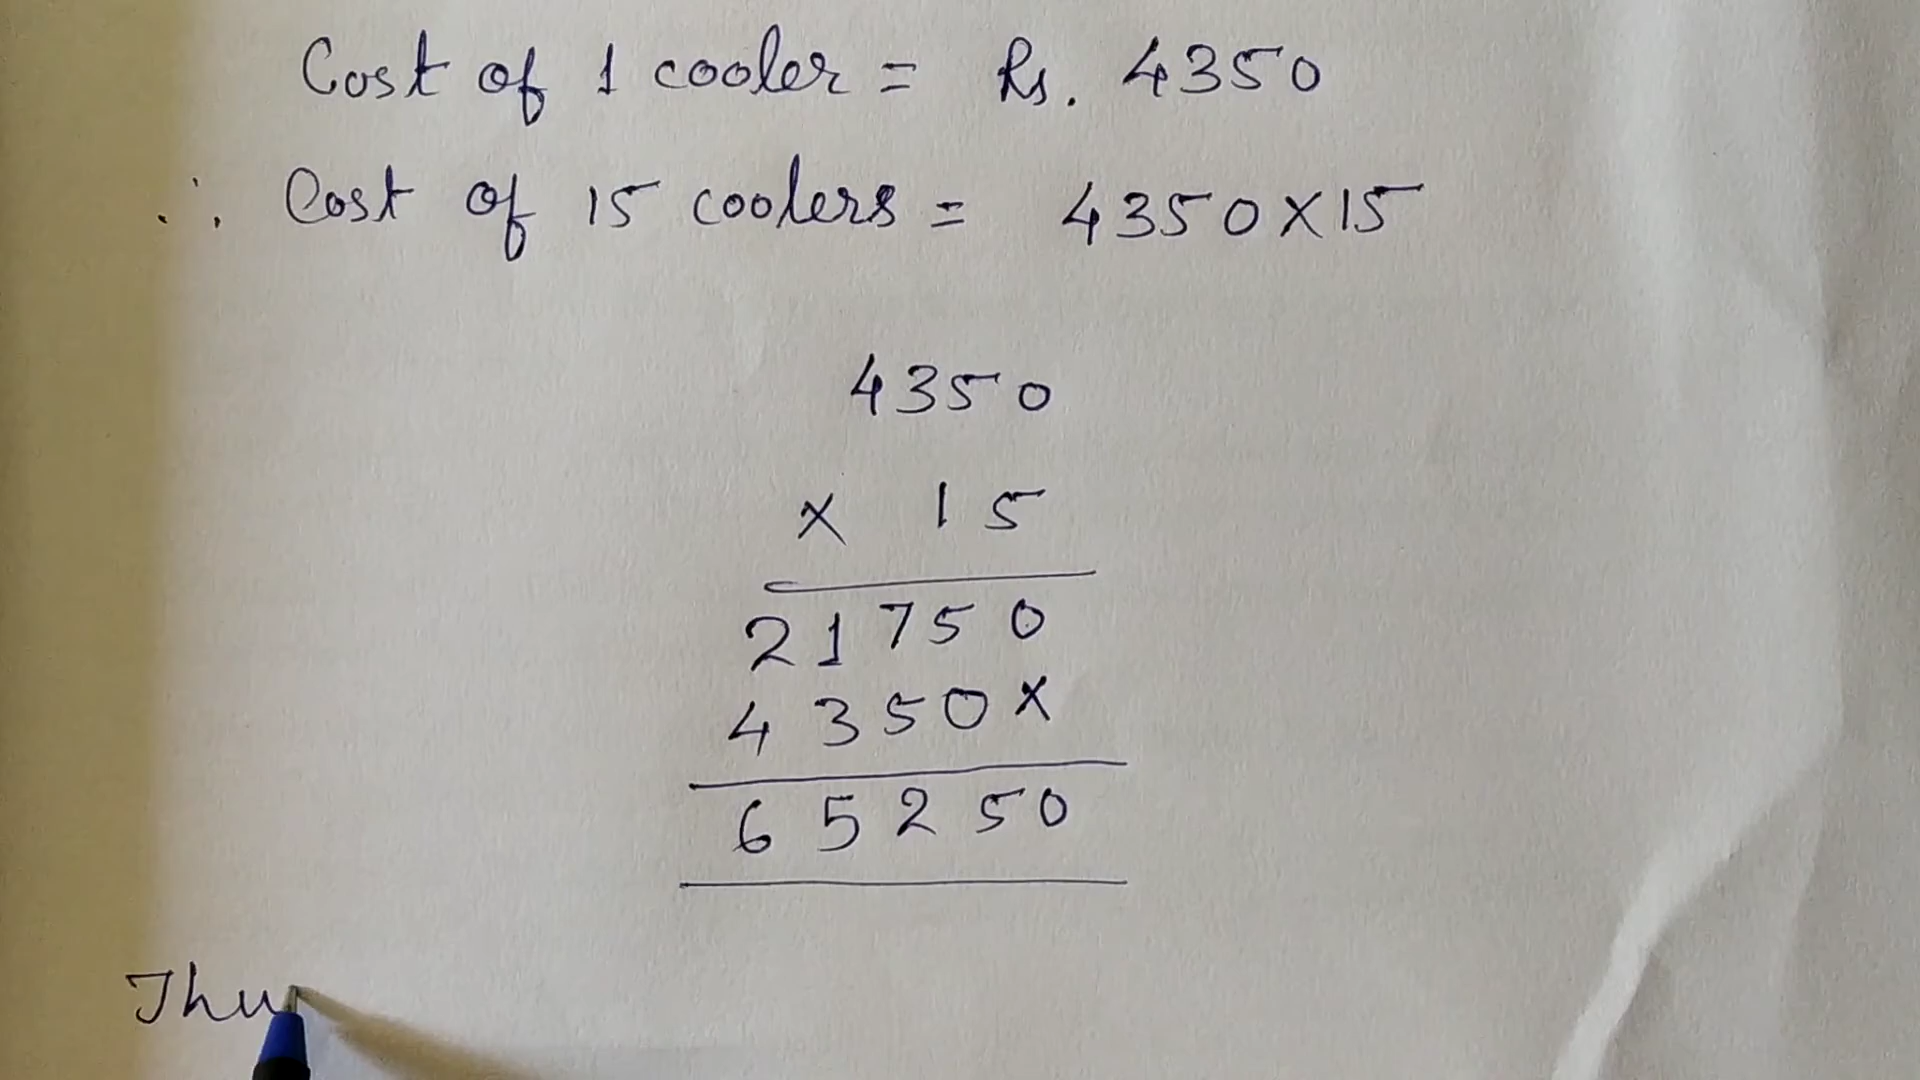 Cost of 1 cooler = Rs. 4350
∴ Cost of 15 coolers = 4350×15
4350
× 15
21750
4350×
65250
Thu